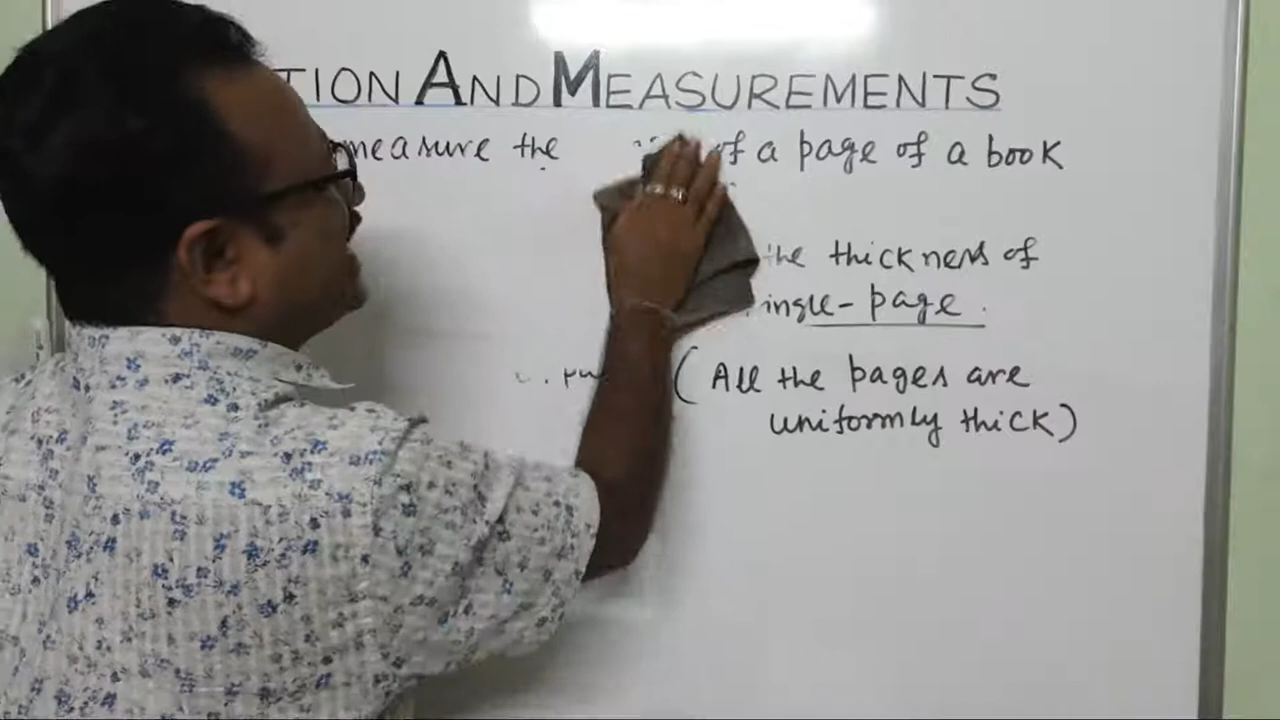 TION AND MEASUREMENTS
measure the of a page of a book
the thickness of
ingle-page.
(All the pages are
uniformly thick)